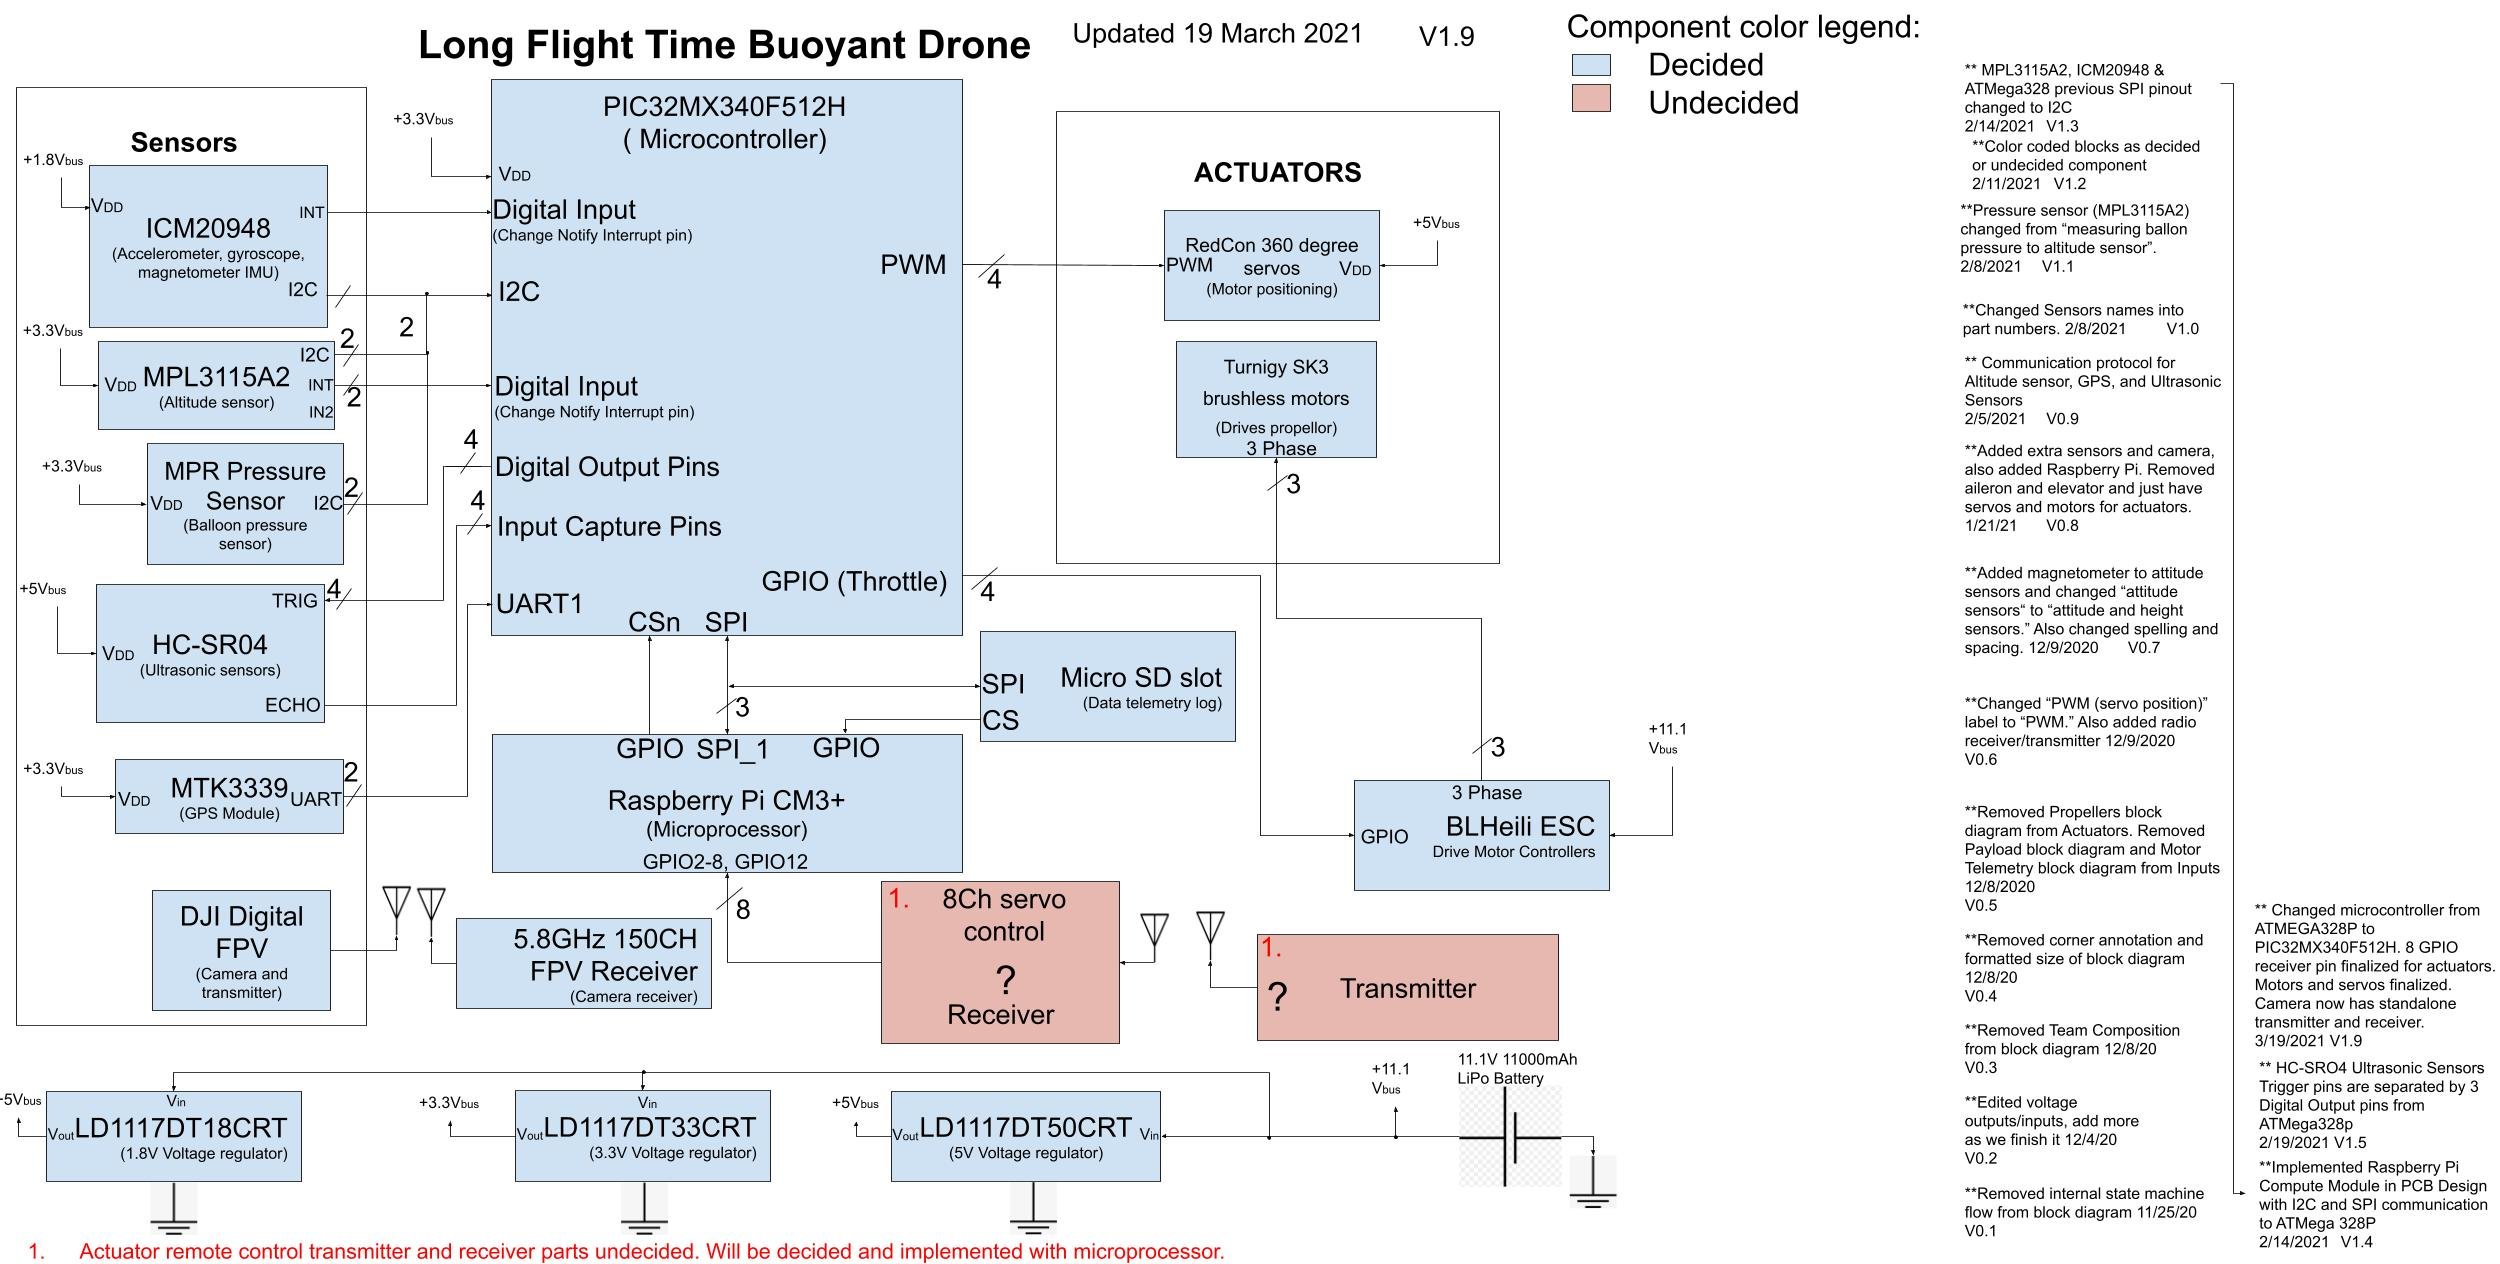 Long Flight Time Buoyant Drone
Updated 19 March 2021
V1.9
Component color legend:
Decided
Undecided
Sensors
+1.8Vbus
VDD
INT
ICM20948
(Accelerometer, gyroscope,
magnetometer IMU)
I2C
+3.3Vbus
2
2
I2C
VDD
MPL3115A2
INT
(Altitude sensor)
2
IN2
+3.3Vbus
MPR Pressure
Sensor
VDD
I2C
2
(Balloon pressure
sensor)
+5Vbus
TRIG
4
HC-SR04
VDD
(Ultrasonic sensors)
ECHO
+3.3Vbus
2
MTK3339
VDD
UART
(GPS Module)
DJI Digital
FPV
(Camera and
transmitter)
+3.3Vbus
PIC32MX340F512H
( Microcontroller)
VDD
Digital Input
(Change Notify Interrupt pin)
PWM
4
I2C
Digital Input
(Change Notify Interrupt pin)
4
Digital Output Pins
4
Input Capture Pins
GPIO (Throttle)
4
UART1
CSn
SPI
3
SPI
Micro SD slot
(Data telemetry log)
CS
GPIO
SPI_1
GPIO
Raspberry Pi CM3+
(Microprocessor)
GPIO2-8, GPIO12
8
5.8GHz 150CH
FPV Receiver
(Camera receiver)
1.
8Ch servo
control
?
Receiver
1.
?
Transmitter
ACTUATORS
RedCon 360 degree
servos
PWM
VDD
(Motor positioning)
+5Vbus
Turnigy SK3
brushless motors
(Drives propellor)
3 Phase
3
3
+11.1
Vbus
3 Phase
GPIO
BLHeili ESC
Drive Motor Controllers
-5Vbus
Vin
Vout
LD1117DT18CRT
(1.8V Voltage regulator)
+3.3Vbus
Vin
Vout
LD1117DT33CRT
(3.3V Voltage regulator)
+5Vbus
Vout
LD1117DT50CRT
Vin
(5V Voltage regulator)
+11.1
Vbus
11.1V 11000mAh
LiPo Battery
1. Actuator remote control transmitter and receiver parts undecided. Will be decided and implemented with microprocessor.
** MPL3115A2, ICM20948 &
ATMega328 previous SPI pinout
changed to I2C
2/14/2021 V1.3
**Color coded blocks as decided
or undecided component
2/11/2021 V1.2
**Pressure sensor (MPL3115A2)
changed from “measuring ballon
pressure to altitude sensor”.
2/8/2021 V1.1
**Changed Sensors names into
part numbers. 2/8/2021 V1.0
** Communication protocol for
Altitude sensor, GPS, and Ultrasonic
Sensors
2/5/2021 V0.9
**Added extra sensors and camera,
also added Raspberry Pi. Removed
aileron and elevator and just have
servos and motors for actuators.
1/21/21 V0.8
**Added magnetometer to attitude
sensors and changed “attitude
sensors“ to “attitude and height
sensors.” Also changed spelling and
spacing. 12/9/2020 V0.7
**Changed “PWM (servo position)”
label to “PWM.” Also added radio
receiver/transmitter 12/9/2020
V0.6
**Removed Propellers block
diagram from Actuators. Removed
Payload block diagram and Motor
Telemetry block diagram from Inputs
12/8/2020
V0.5
**Removed corner annotation and
formatted size of block diagram
12/8/20
V0.4
**Removed Team Composition
from block diagram 12/8/20
V0.3
**Edited voltage
outputs/inputs, add more
as we finish it 12/4/20
V0.2
**Removed internal state machine
flow from block diagram 11/25/20
V0.1
** Changed microcontroller from
ATMEGA328P to
PIC32MX340F512H. 8 GPIO
receiver pin finalized for actuators.
Motors and servos finalized.
Camera now has standalone
transmitter and receiver.
3/19/2021 V1.9
** HC-SRO4 Ultrasonic Sensors
Trigger pins are separated by 3
Digital Output pins from
ATMega328p
2/19/2021 V1.5
**Implemented Raspberry Pi
Compute Module in PCB Design
with I2C and SPI communication
to ATMega 328P
2/14/2021 V1.4